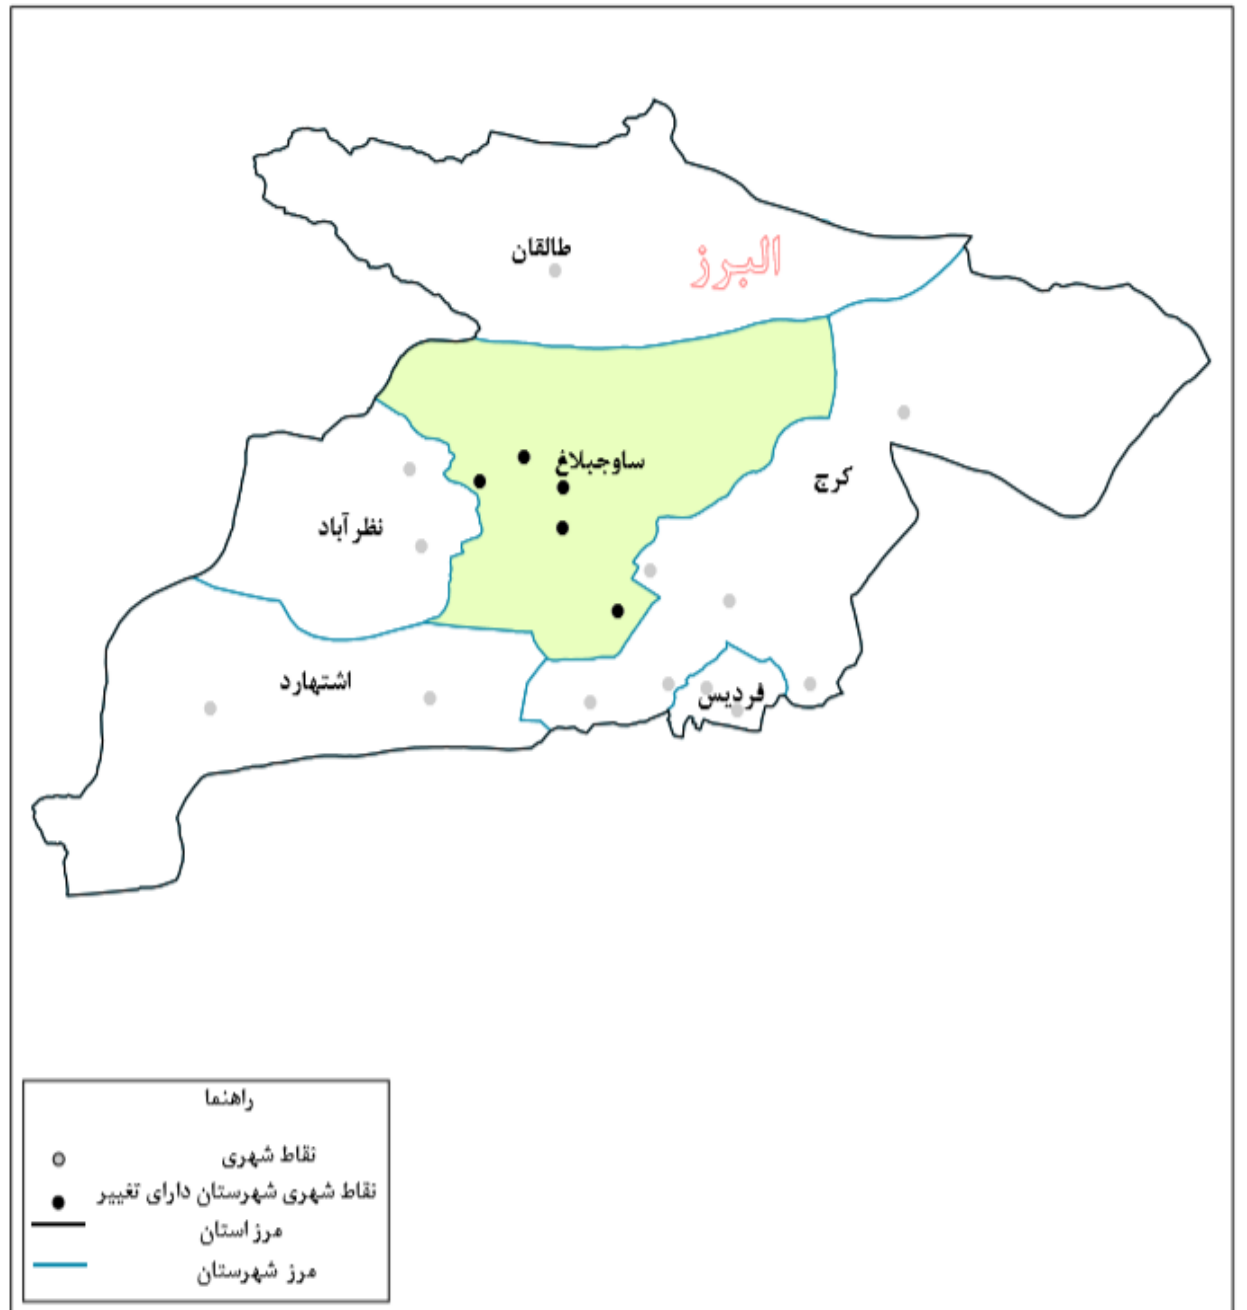 طالقان
البرز
ساوجبلاغ
کرج
نظرآباد
اشتهارد
فردیس
راهنما
نقاط شهری
نقاط شهری شهرستان دارای تغییر
مرز استان
مرز شهرستان